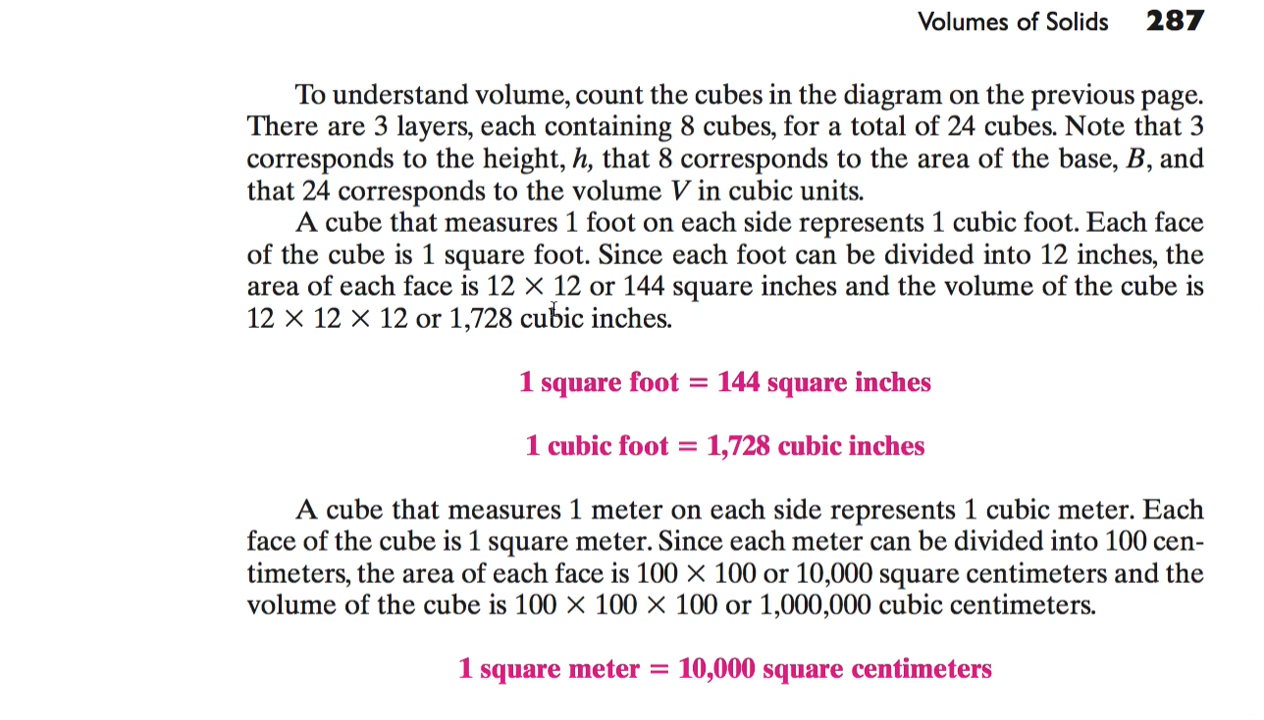 Volumes of Solids 287
To understand volume, count the cubes in the diagram on the previous page.
There are 3 layers, each containing 8 cubes, for a total of 24 cubes. Note that 3
corresponds to the height, h, that 8 corresponds to the area of the base, B, and
that 24 corresponds to the volume V in cubic units.
A cube that measures 1 foot on each side represents 1 cubic foot. Each face
of the cube is 1 square foot. Since each foot can be divided into 12 inches, the
area of each face is 12 × 12 or 144 square inches and the volume of the cube is
12 × 12 × 12 or 1,728 cubic inches.
1 square foot = 144 square inches
1 cubic foot = 1,728 cubic inches
A cube that measures 1 meter on each side represents 1 cubic meter. Each
face of the cube is 1 square meter. Since each meter can be divided into 100 cen-
timeters, the area of each face is 100 × 100 or 10,000 square centimeters and the
volume of the cube is 100 × 100 × 100 or 1,000,000 cubic centimeters.
1 square meter = 10,000 square centimeters